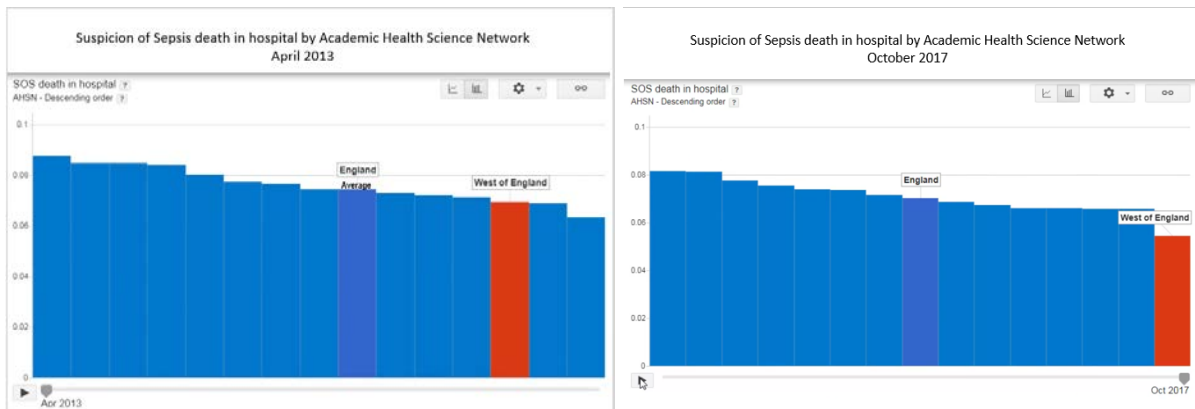 Suspicion of Sepsis death in hospital by Academic Health Science Network
April 2013
SOS death in hospital ?
AHSN - Descending order ?
0.1
0.08
0.06
0.04
0.02
0
England
Average
West of England
Apr 2013
Suspicion of Sepsis death in hospital by Academic Health Science Network
October 2017
SOS death in hospital ?
AHSN - Descending order ?
0.1
0.08
0.06
0.04
0.02
0
England
West of England
Oct 2017